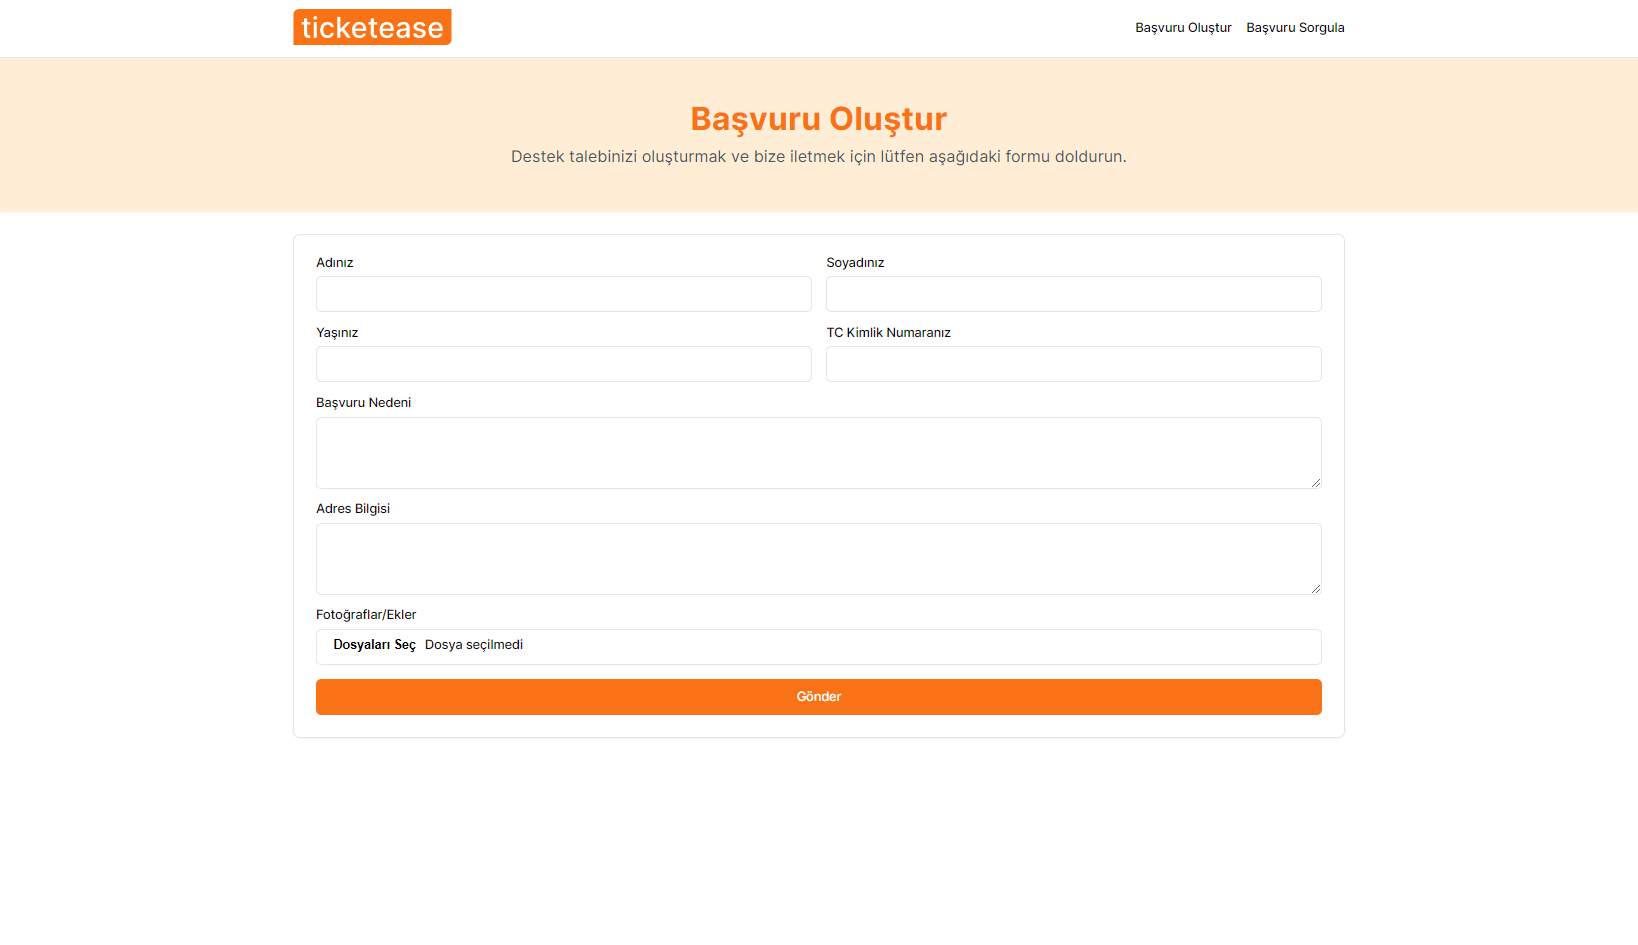 ticketease
Başvuru Oluştur Başvuru Sorgula
Başvuru Oluştur
Destek talebinizi oluşturmak ve bize iletmek için lütfen aşağıdaki formu doldurun.
Adınız Soyadınız
Yaşınız TC Kimlik Numaranız
Başvuru Nedeni
Adres Bilgisi
Fotoğraflar/Ekler
Dosyaları Seç Dosya seçilmedi
Gönder